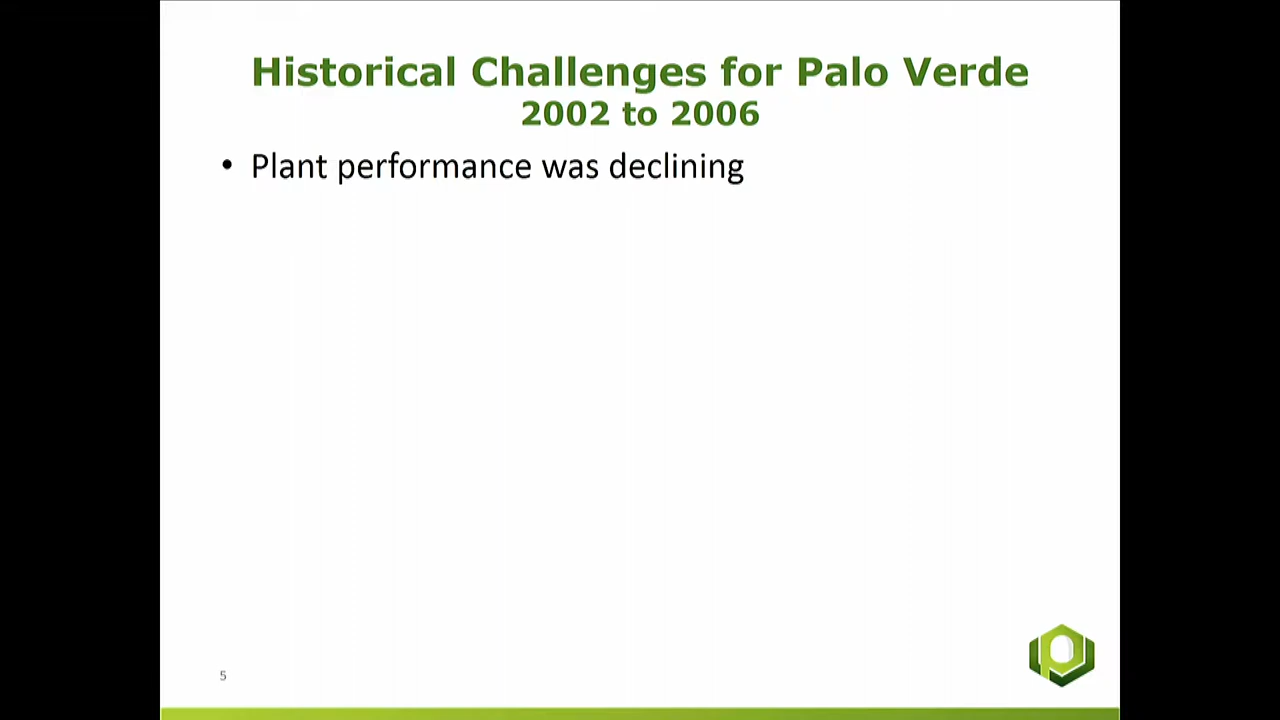 Historical Challenges for Palo Verde
2002 to 2006
• Plant performance was declining
5